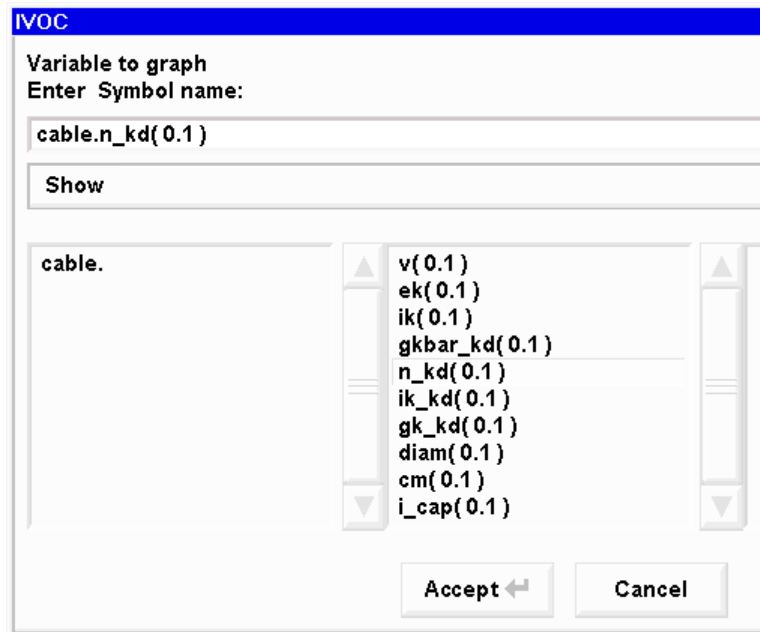 IVOC
Variable to graph
Enter  Symbol name:
cable.n_kd( 0.1 )
Show
cable.
v( 0.1 )
ek( 0.1 )
ik( 0.1 )
gkbar_kd( 0.1 )
n_kd( 0.1 )
ik_kd( 0.1 )
gk_kd( 0.1 )
diam( 0.1 )
cm( 0.1 )
i_cap( 0.1 )
Accept
Cancel